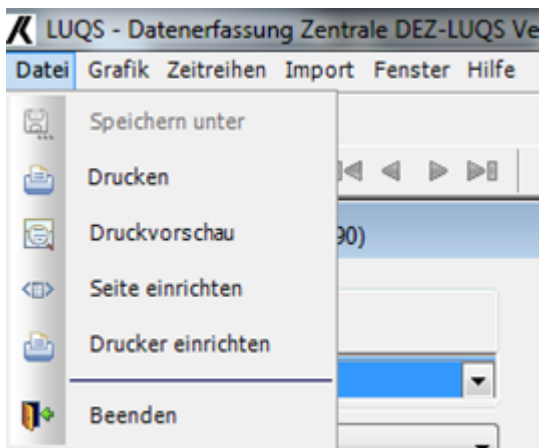 LUQS - Datenerfassung Zentrale DEZ-LUQS Ve
Datei Grafik Zeitreihen Import Fenster Hilfe
Speichern unter
Drucken
Druckvorschau
90)
Seite einrichten
Drucker einrichten
Beenden